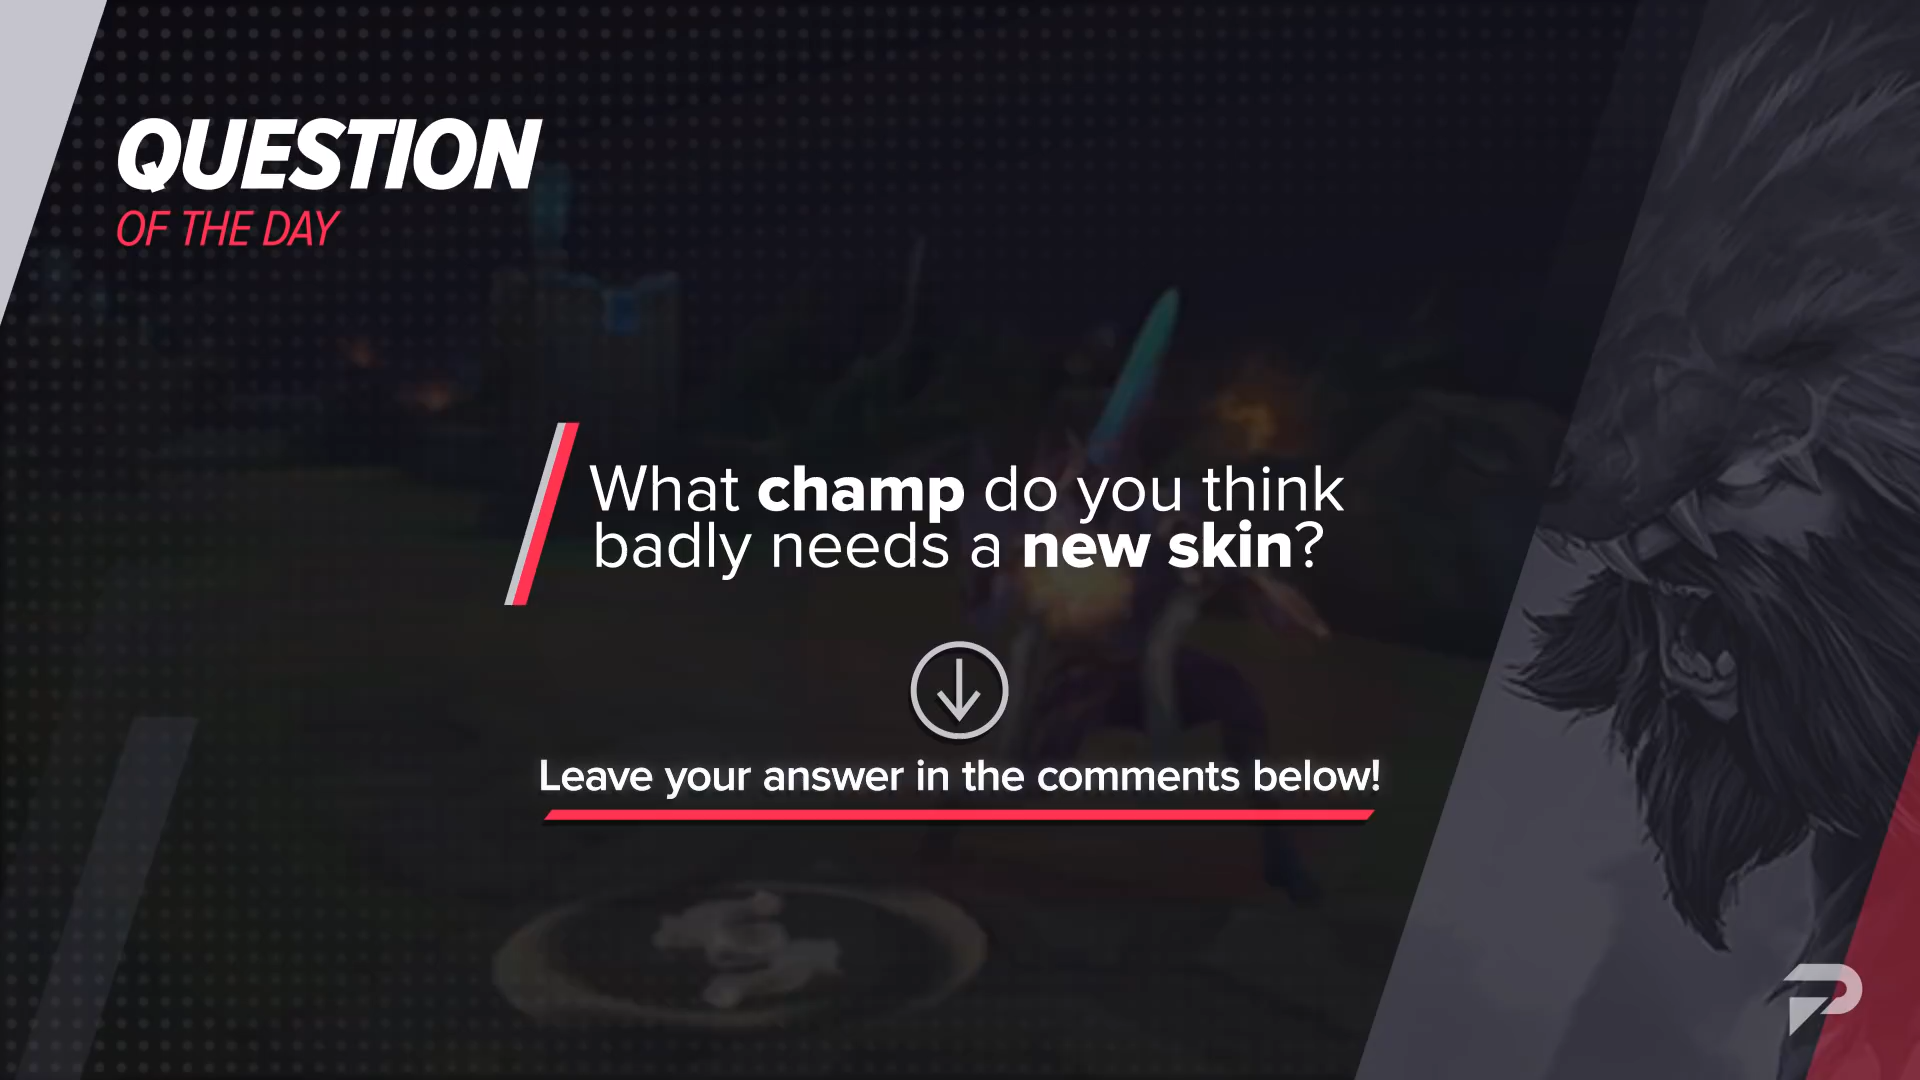 QUESTION
OF THE DAY
What champ do you think
badly needs a new skin?
Leave your answer in the comments below!